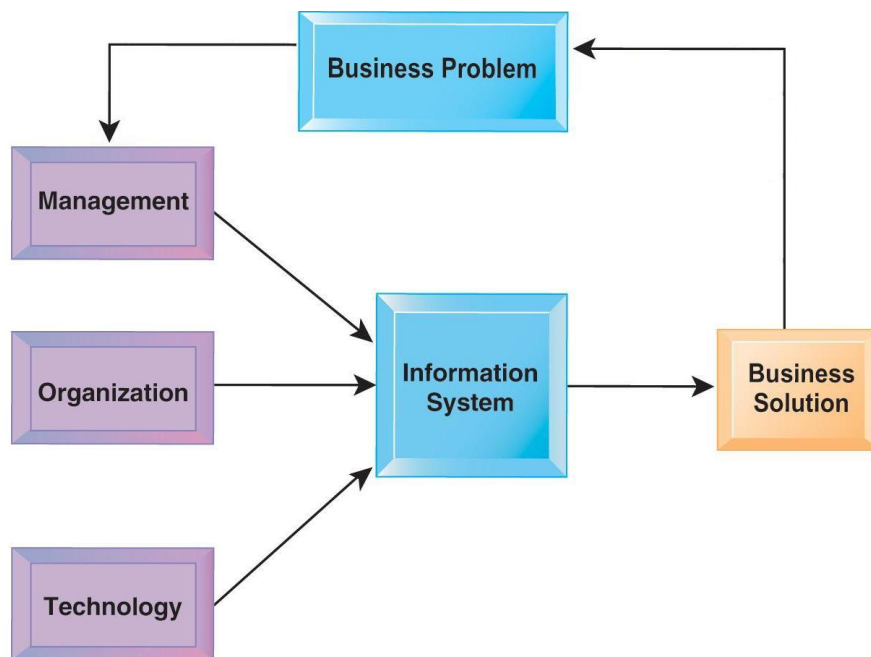 Business Problem
Management
Organization
Technology
Information
System
Business
Solution